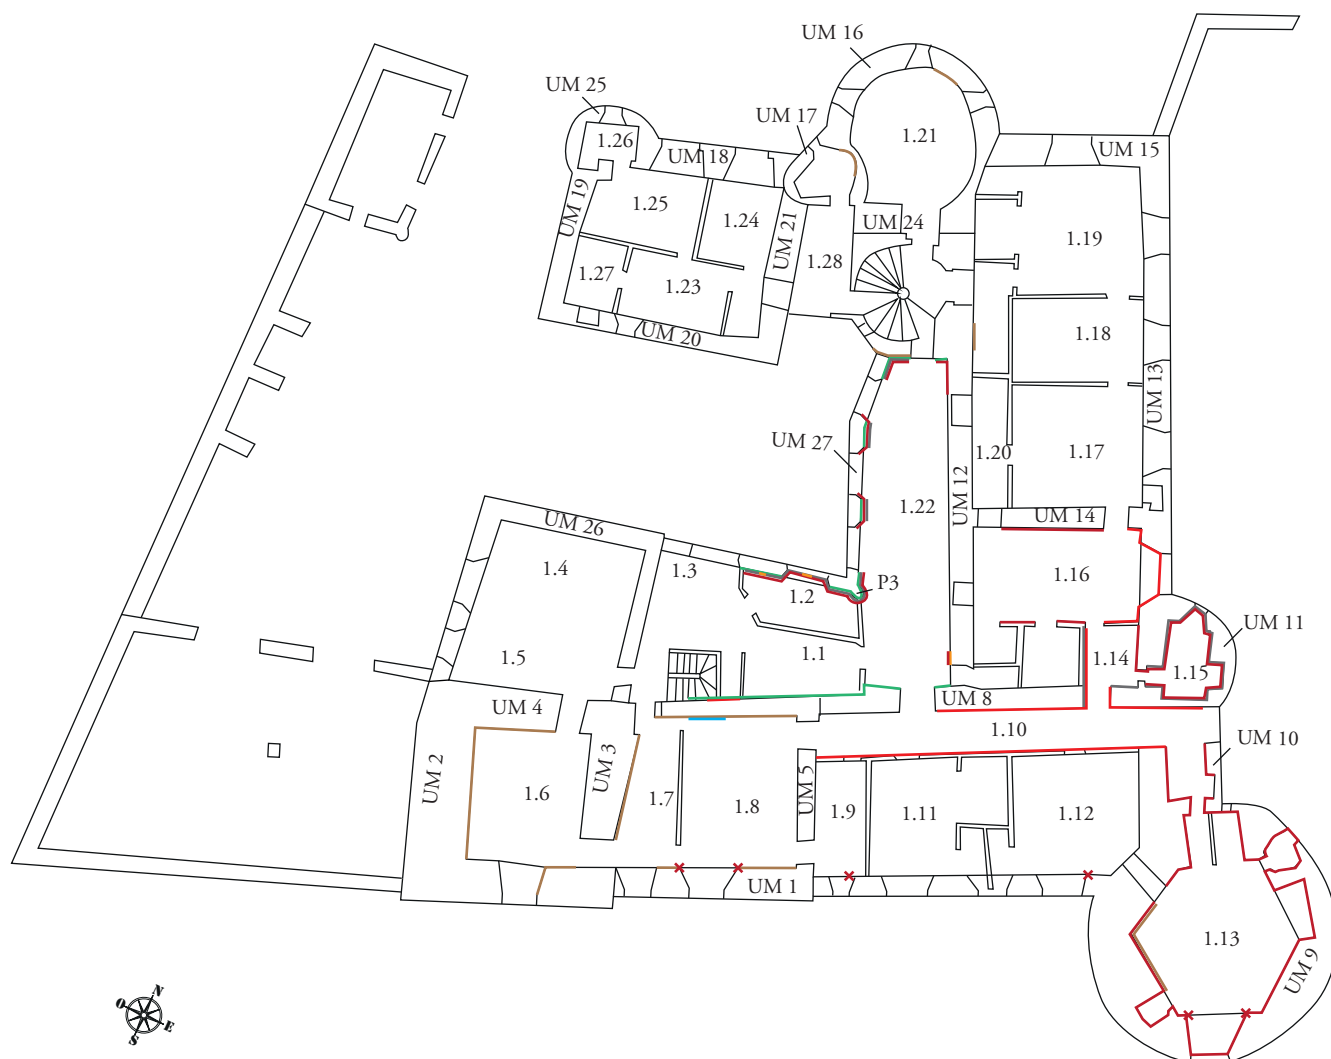 UM 16
UM 25
UM 17
1.26
1.21
UM 18
UM 15
UM 19
1.25
1.24
UM 21
UM 24
1.19
1.28
1.27
1.23
UM 20
1.18
UM 13
UM 27
1.20
1.17
UM 12
1.22
UM 14
UM 26
1.4
1.3
1.2
P3
1.16
UM 11
1.5
1.1
1.14
1.15
UM 4
UM 8
1.10
UM 10
UM 2
UM 3
1.6
1.7
1.8
UM 5
1.9
1.11
1.12
UM 1
1.13
UM 9
N
O
E
S